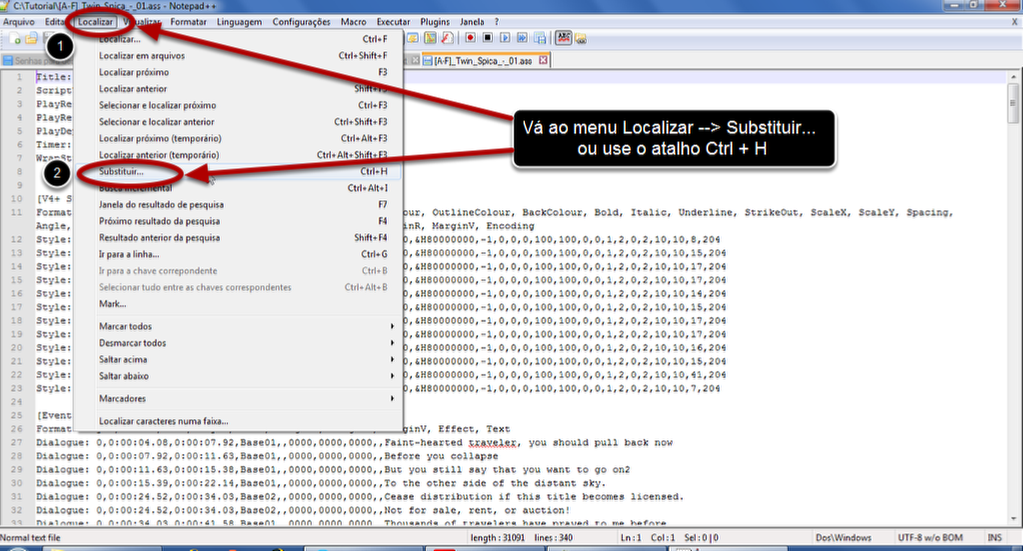 C:\Tutorial\[A-F]_Twin_Spica_-_01.ass - Notepad++
Arquivo Editar Localizar Visualizar Formatar Linguagem Configurações Macro Executar Plugins Janela ? X
Senhas [A-F]_Twin_Spica_-_01.ass
1
Localizar... Ctrl+F
Localizar em arquivos Ctrl+Shift+F
Localizar próximo F3
Localizar anterior Shift+F3
Selecionar e localizar próximo Ctrl+F3
Selecionar e localizar anterior Ctrl+Shift+F3
Localizar próximo (temporário) Ctrl+Alt+F3
Localizar anterior (temporário) Ctrl+Alt+Shift+F3
2
Substituir... Ctrl+H
Busca incremental Ctrl+Alt+I
Janela do resultado de pesquisa F7
Próximo resultado da pesquisa F4
Resultado anterior da pesquisa Shift+F4
Ir para a linha... Ctrl+G
Ir para a chave correpondente Ctrl+B
Selecionar tudo entre as chaves correspondentes Ctrl+Alt+B
Mark...
Marcar todos
Desmarcar todos
Saltar acima
Saltar abaixo
Marcadores
Localizar caracteres numa faixa...
Vá ao menu Localizar --> Substituir...
ou use o atalho Ctrl + H
1 Title:
2 Script
3 PlayRe
4 PlayRe
5 PlayDe
6 Timer:
7 WrapSt
8
9
10 [V4+ S
11 Format our, OutlineColour, BackColour, Bold, Italic, Underline, StrikeOut, ScaleX, ScaleY, Spacing,
Angle, inR, MarginV, Encoding
12 Style: 0,&H80000000,-1,0,0,0,100,100,0,0,1,2,0,2,10,10,8,204
13 Style: 0,&H80000000,-1,0,0,0,100,100,0,0,1,2,0,2,10,10,15,204
14 Style: 0,&H80000000,-1,0,0,0,100,100,0,0,1,2,0,2,10,10,17,204
15 Style: 0,&H80000000,-1,0,0,0,100,100,0,0,1,2,0,2,10,10,17,204
16 Style: 0,&H80000000,-1,0,0,0,100,100,0,0,1,2,0,2,10,10,14,204
17 Style: 0,&H80000000,-1,0,0,0,100,100,0,0,1,2,0,2,10,10,15,204
18 Style: 0,&H80000000,-1,0,0,0,100,100,0,0,1,2,0,2,10,10,17,204
19 Style: 0,&H80000000,-1,0,0,0,100,100,0,0,1,2,0,2,10,10,17,204
20 Style: 0,&H80000000,-1,0,0,0,100,100,0,0,1,2,0,2,10,10,16,204
21 Style: 0,&H80000000,-1,0,0,0,100,100,0,0,1,2,0,2,10,10,15,204
22 Style: 0,&H80000000,-1,0,0,0,100,100,0,0,1,2,0,2,10,10,41,204
23 Style: 0,&H80000000,-1,0,0,0,100,100,0,0,1,2,0,2,10,10,7,204
24
25 [Event
26 Format ginV, Effect, Text
27 Dialogue: 0,0:00:04.08,0:00:07.92,Base01,,0000,0000,0000,,Faint-hearted traveler, you should pull back now
28 Dialogue: 0,0:00:07.92,0:00:11.63,Base01,,0000,0000,0000,,Before you collapse
29 Dialogue: 0,0:00:11.63,0:00:15.38,Base01,,0000,0000,0000,,But you still say that you want to go on2
30 Dialogue: 0,0:00:15.39,0:00:22.14,Base01,,0000,0000,0000,,To the other side of the distant sky.
31 Dialogue: 0,0:00:24.52,0:00:34.03,Base02,,0000,0000,0000,,Cease distribution if this title becomes licensed.
32 Dialogue: 0,0:00:24.52,0:00:34.03,Base02,,0000,0000,0000,,Not for sale, rent, or auction!
33 Dialogue: 0,0:00:34.03,0:00:41.58,Base01,,0000,0000,0000,,Thousands of travelers have prayed to me before
Normal text file length : 31091 lines : 340 Ln : 1 Col : 1 Sel : 0 | 0 Dos\Windows UTF-8 w/o BOM INS